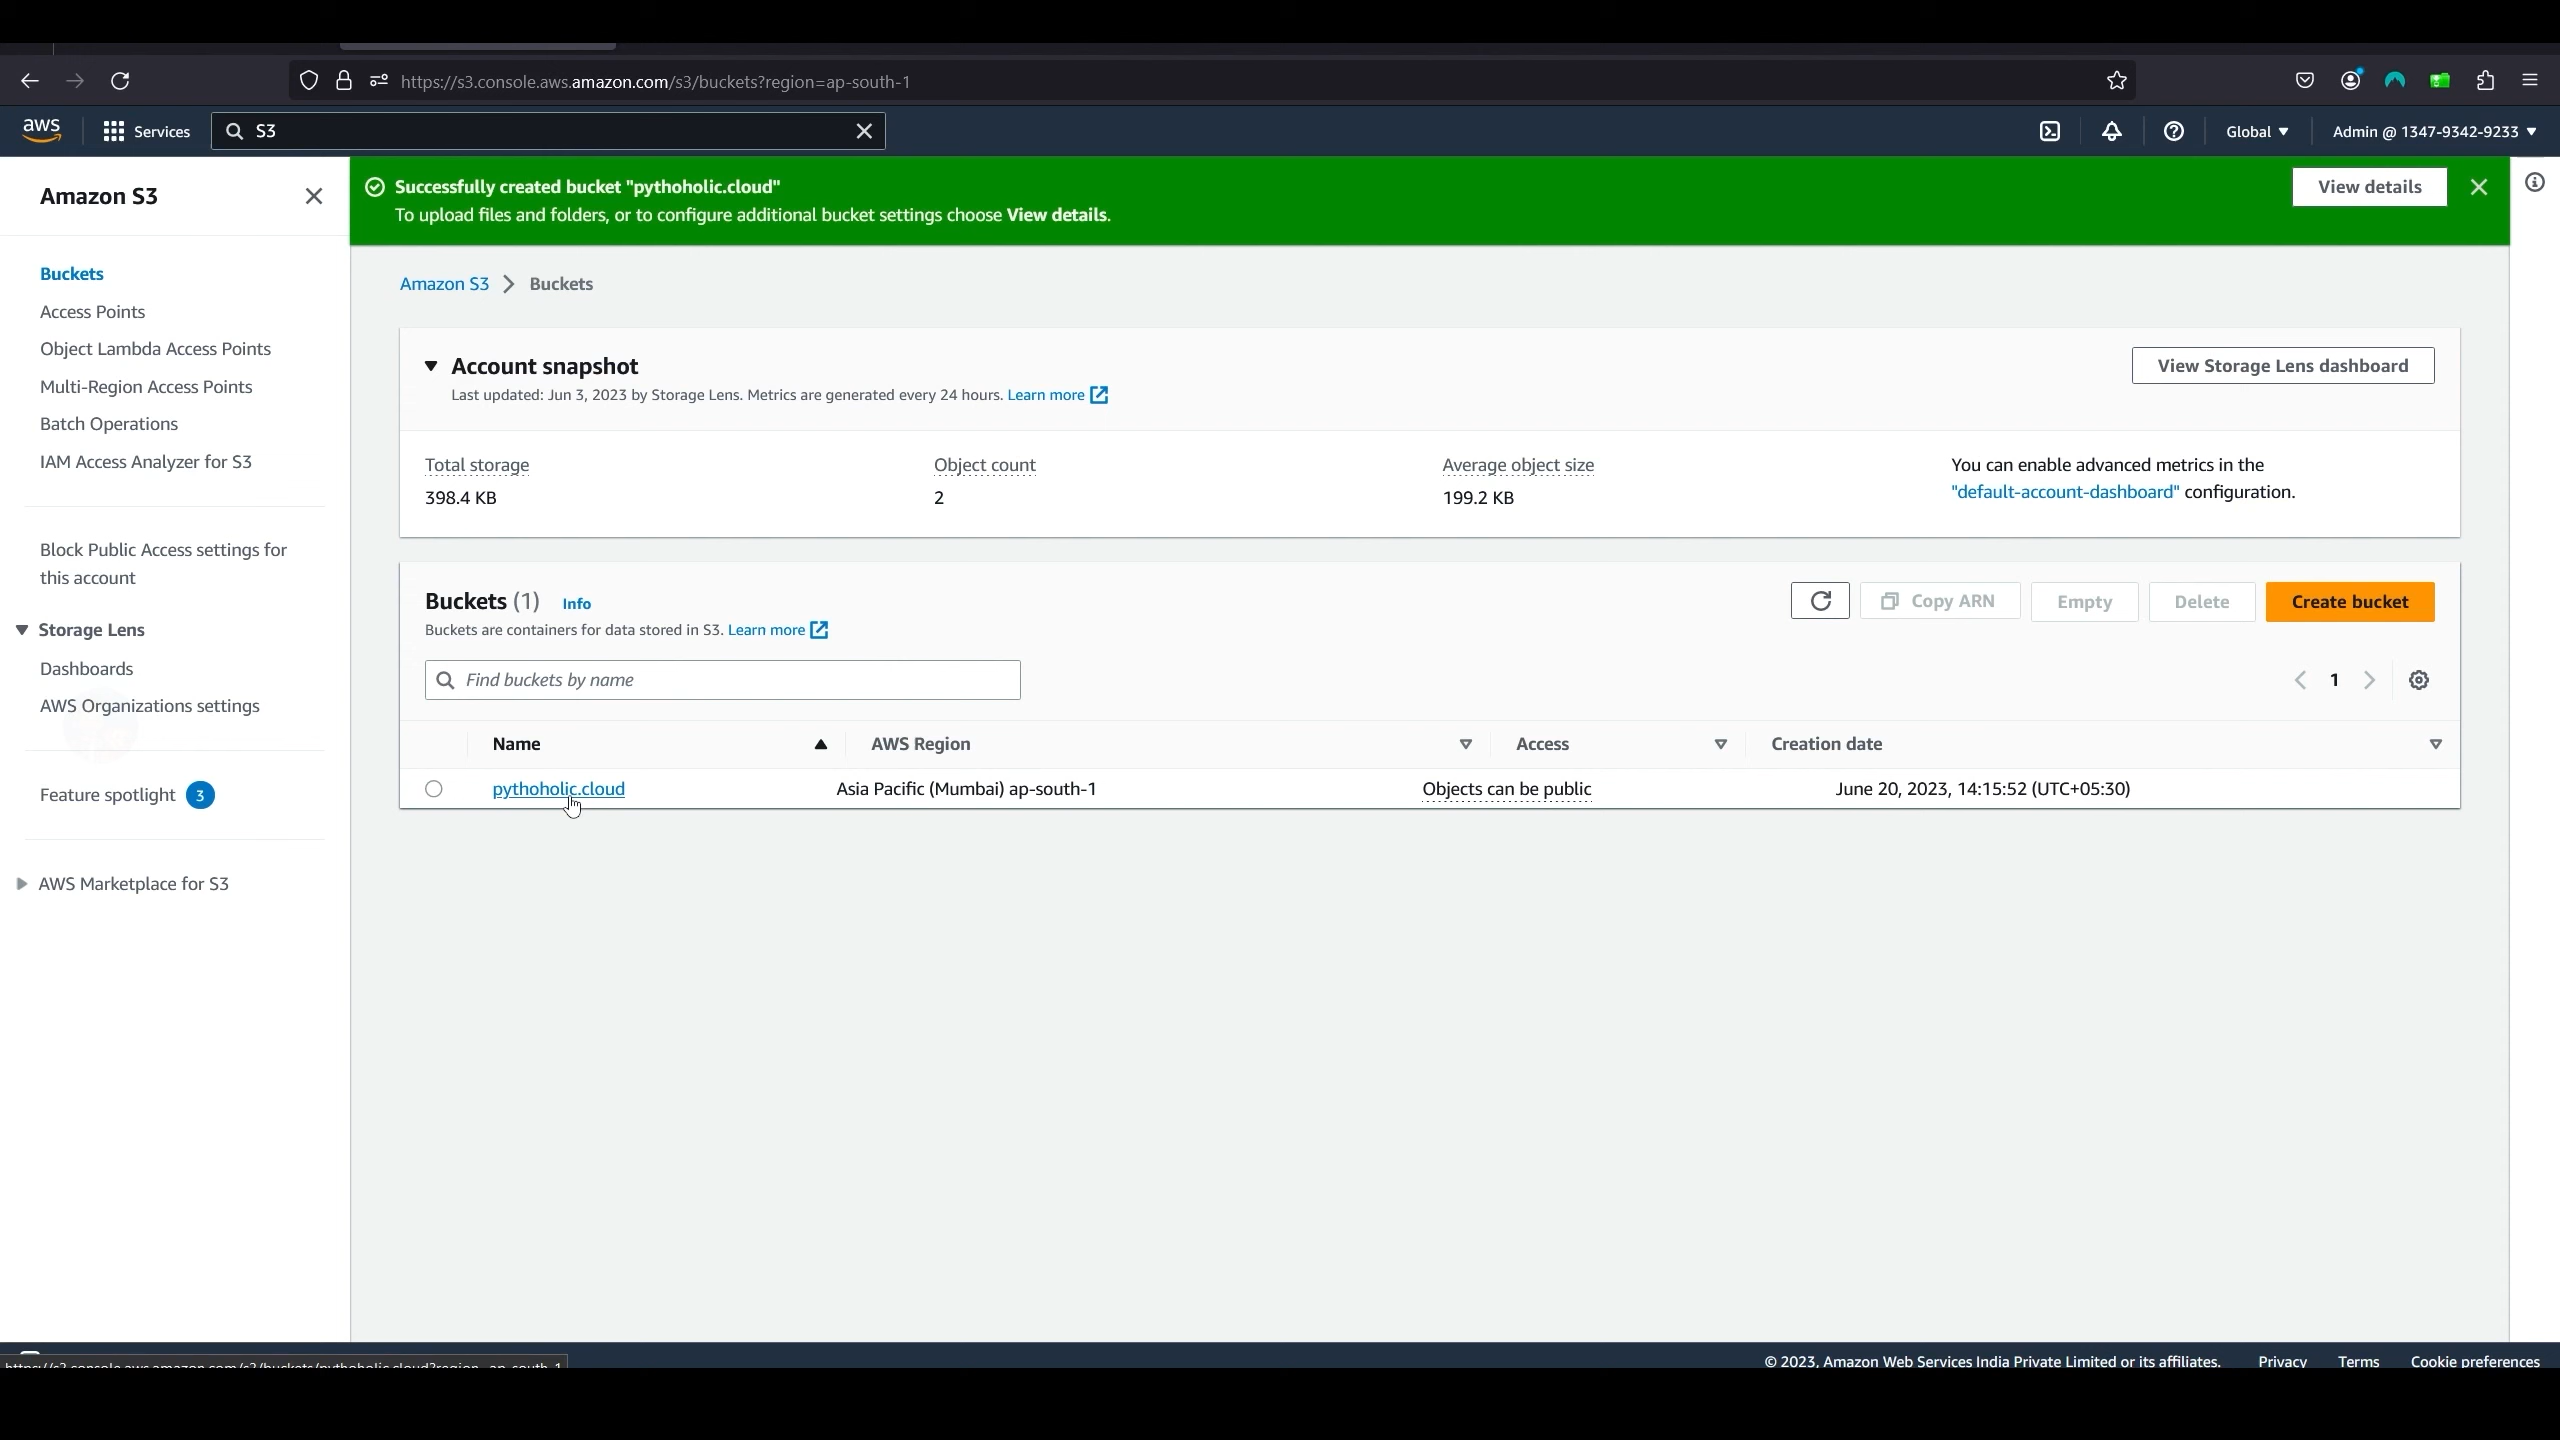 https://s3.console.aws.amazon.com/s3/buckets?region=ap-south-1
aws
Services
S3
Global
Admin @ 1347-9342-9233
Amazon S3
Buckets
Access Points
Object Lambda Access Points
Multi-Region Access Points
Batch Operations
IAM Access Analyzer for S3
Block Public Access settings for
this account
Storage Lens
Dashboards
AWS Organizations settings
Feature spotlight 3
AWS Marketplace for S3
Successfully created bucket "pythoholic.cloud"
To upload files and folders, or to configure additional bucket settings choose View details.
View details
Amazon S3 Buckets
Account snapshot
Last updated: Jun 3, 2023 by Storage Lens. Metrics are generated every 24 hours. Learn more
View Storage Lens dashboard
Total storage
398.4 KB
Object count
2
Average object size
199.2 KB
You can enable advanced metrics in the
"default-account-dashboard" configuration.
Buckets (1) Info
Buckets are containers for data stored in S3. Learn more
Copy ARN
Empty
Delete
Create bucket
Find buckets by name
1
Name AWS Region Access Creation date
pythoholic.cloud Asia Pacific (Mumbai) ap-south-1 Objects can be public June 20, 2023, 14:15:52 (UTC+05:30)
© 2023, Amazon Web Services India Private Limited or its affiliates. Privacy Terms Cookie preferences